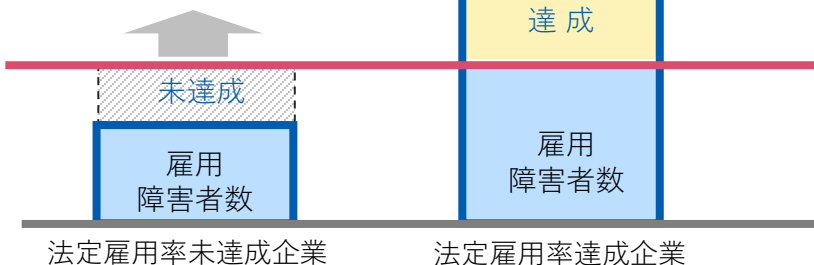 達 成
未達成
雇用
障害者数
雇用
障害者数
法定雇用率未達成企業
法定雇用率達成企業